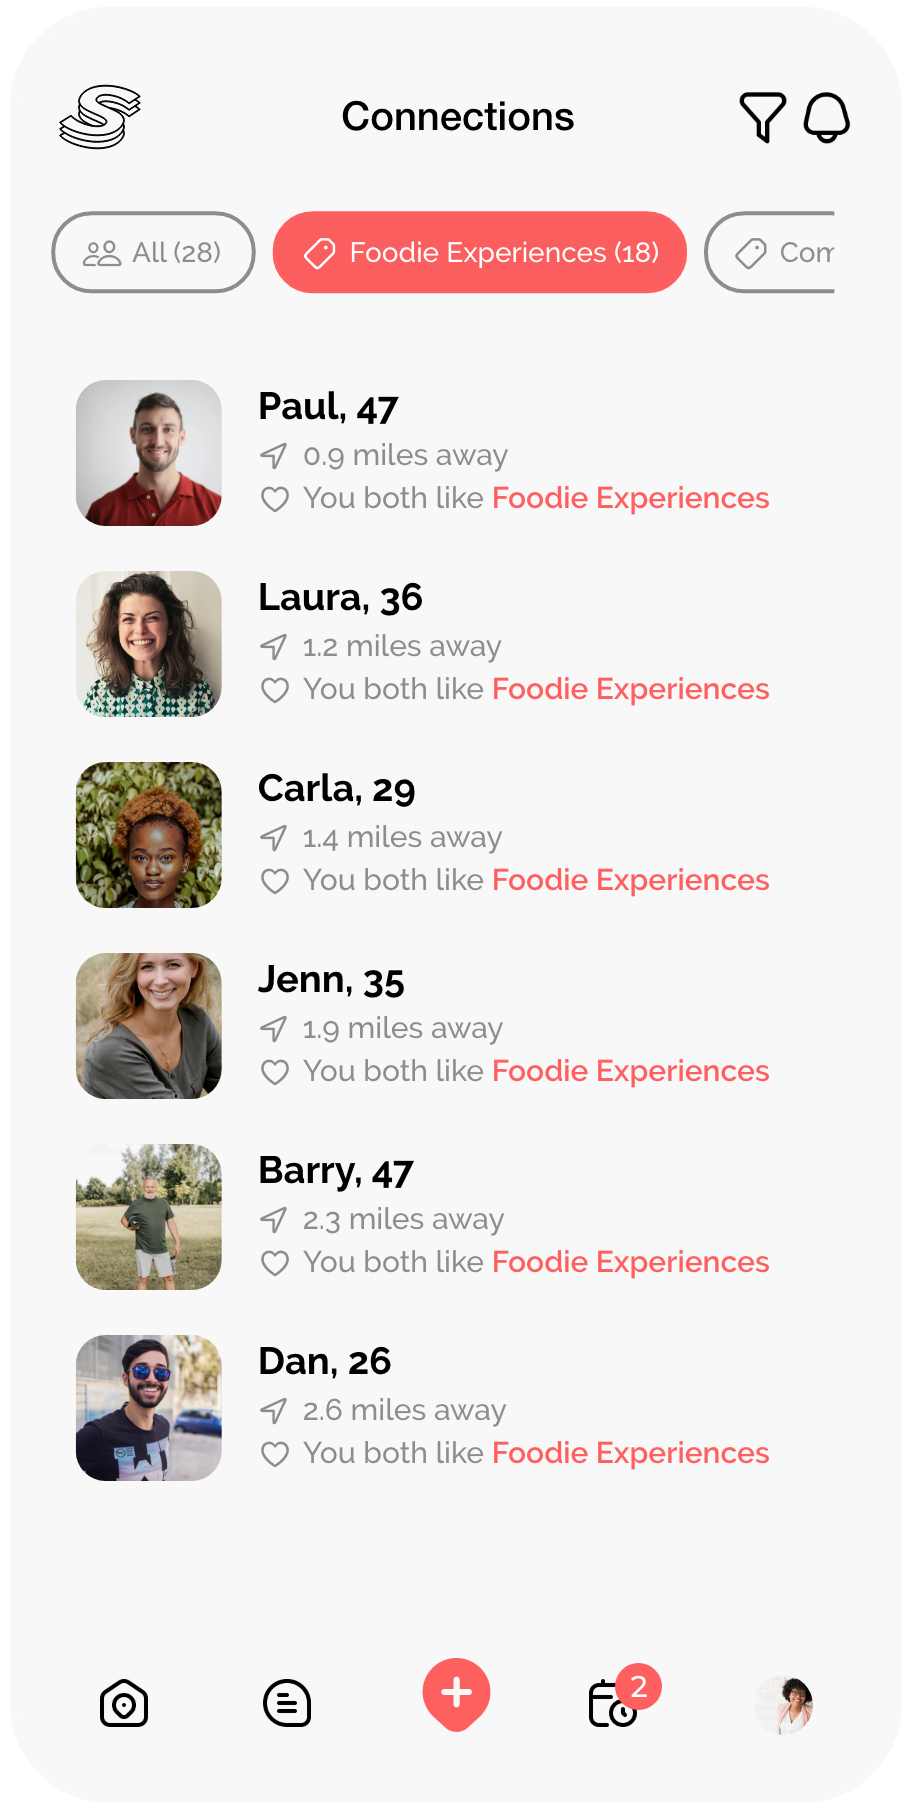 S
Connections
All (28)
Foodie Experiences (18)
Com
Paul, 47
0.9 miles away
You both like Foodie Experiences
Laura, 36
1.2 miles away
You both like Foodie Experiences
Carla, 29
1.4 miles away
You both like Foodie Experiences
Jenn, 35
1.9 miles away
You both like Foodie Experiences
Barry, 47
2.3 miles away
You both like Foodie Experiences
Dan, 26
2.6 miles away
You both like Foodie Experiences
2